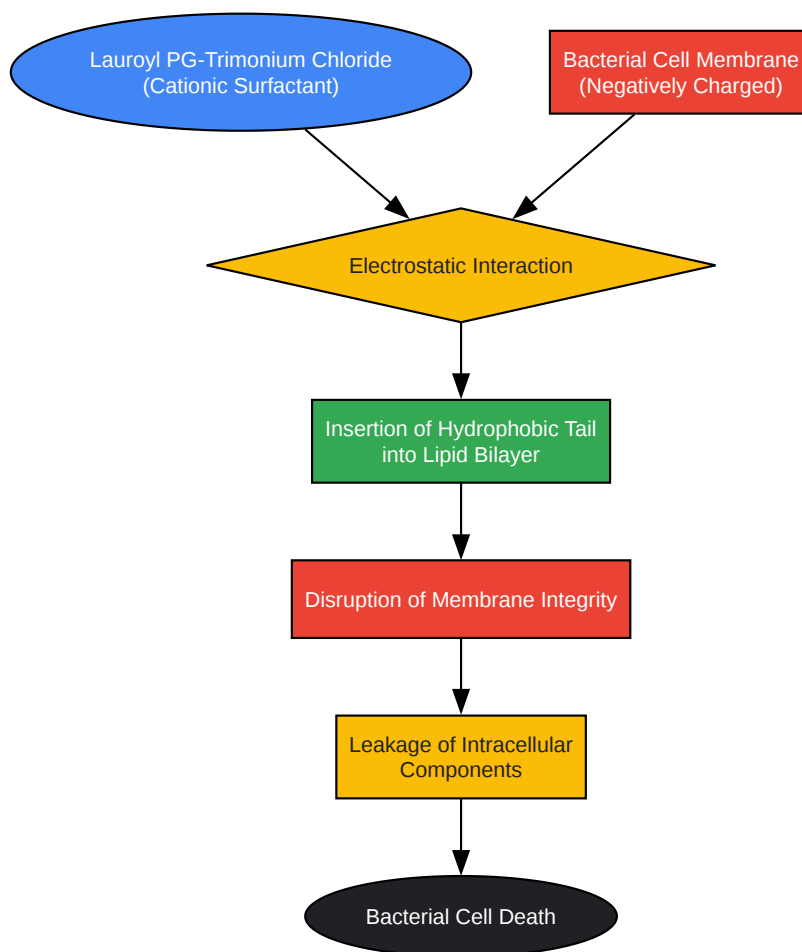 Lauroyl PG-Trimonium Chloride
(Cationic Surfactant)
Bacterial Cell Membrane
(Negatively Charged)
Electrostatic Interaction
Insertion of Hydrophobic Tail
into Lipid Bilayer
Disruption of Membrane Integrity
Leakage of Intracellular
Components
Bacterial Cell Death